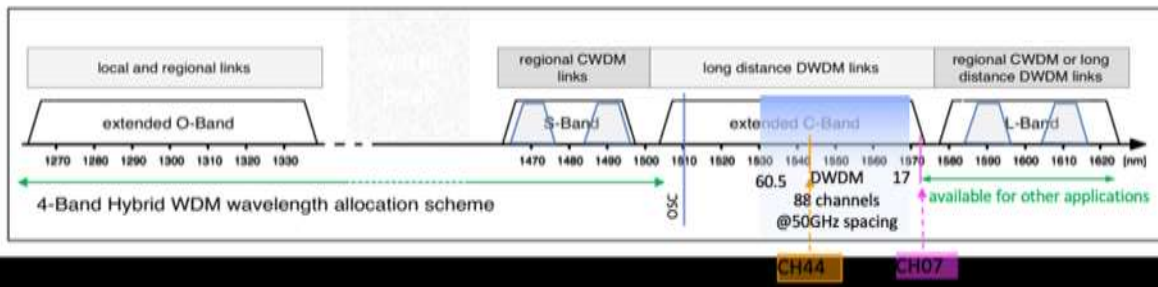 local and regional links
regional CWDM
links
long distance DWDM links
regional CWDM or long
distance DWDM links
extended O-Band
S-Band
extended C-Band
L-Band
1270 1280 1290 1300 1310 1320 1330 1470 1480 1490 1500 1510 1520 1530 1540 1550 1560 1570 1580 1590 1600 1610 1620 [nm]
60.5 DWDM 17
88 channels
@50GHz spacing
available for other applications
4-Band Hybrid WDM wavelength allocation scheme
OSC
CH44
CH07